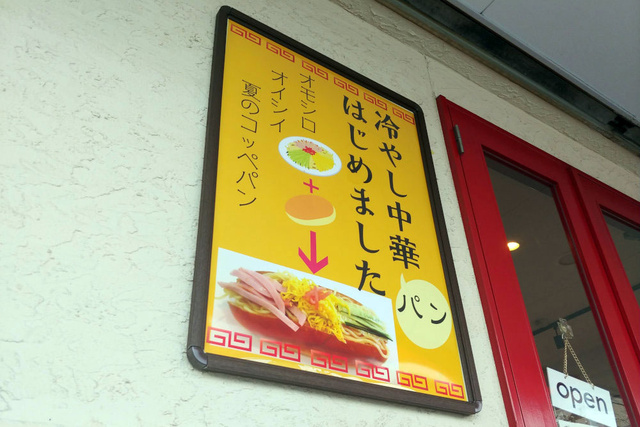 冷やし中華
はじめました
パン
オモシロ
オイシイ
夏のコッペパン
+
open